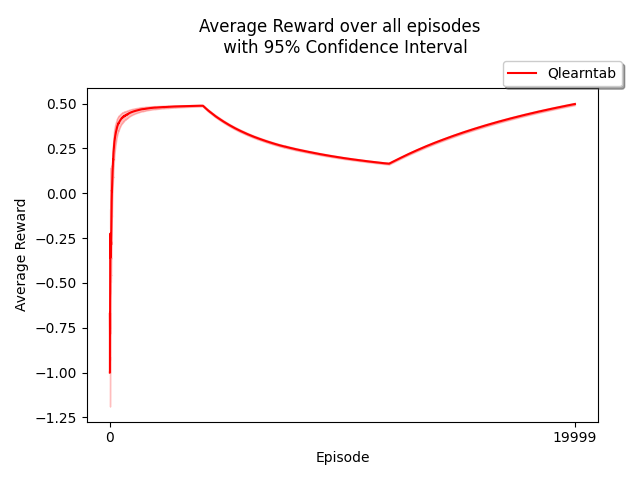 Average Reward over all episodes
with 95% Confidence Interval
Qlearntab
0.50
0.25
0.00
−0.25
−0.50
−0.75
−1.00
−1.25
Average Reward
0
19999
Episode